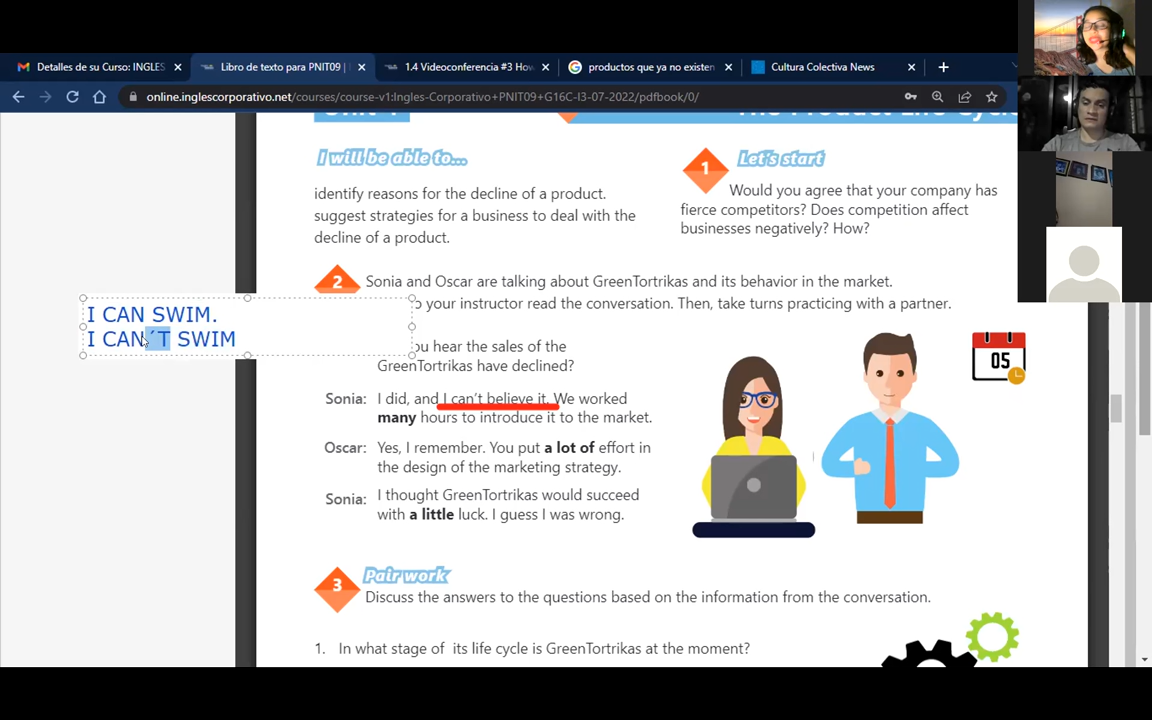 Detalles de su Curso: INGLES
Libro de texto para PNIT09 |
1.4 Videoconferencia #3 How
productos que ya no existen
Cultura Colectiva News
online.inglescorporativo.net/courses/course-v1:Ingles-Corporativo+PNIT09+G16C-I3-07-2022/pdfbook/0/
I will be able to...
identify reasons for the decline of a product.
suggest strategies for a business to deal with the
decline of a product.
1 Let's start
Would you agree that your company has
fierce competitors? Does competition affect
businesses negatively? How?
2 Sonia and Oscar are talking about GreenTortrikas and its behavior in the market.
your instructor read the conversation. Then, take turns practicing with a partner.
I CAN SWIM.
I CAN´T SWIM
hear the sales of the
GreenTortrikas have declined?
Sonia: I did, and I can't believe it. We worked
many hours to introduce it to the market.
Oscar: Yes, I remember. You put a lot of effort in
the design of the marketing strategy.
Sonia: I thought GreenTortrikas would succeed
with a little luck. I guess I was wrong.
05
3 Pair work
Discuss the answers to the questions based on the information from the conversation.
1. In what stage of its life cycle is GreenTortrikas at the moment?